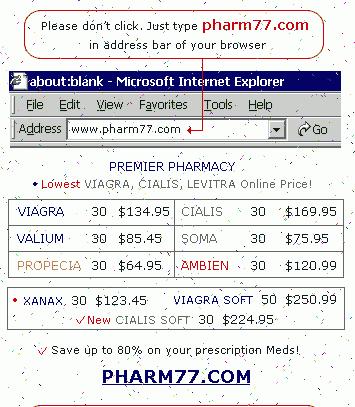 Please don't click. Just type pharm77.com
in address bar of your browser
about:blank - Microsoft Internet Explorer
File Edit View Favorites Tools Help
Address www.pharm77.com Go
PREMIER PHARMACY
• Lowest VIAGRA, CIALIS, LEVITRA Online Price!
VIAGRA 30 $134.95 CIALIS 30 $169.95
VALIUM 30 $85.45 SOMA 30 $75.95
PROPECIA 30 $64.95 AMBIEN 30 $120.99
• XANAX 30 $123.45 VIAGRA SOFT 50 $250.99
✓New CIALIS SOFT 30 $224.95
✓ Save up to 80% on your prescription Meds!
PHARM77.COM